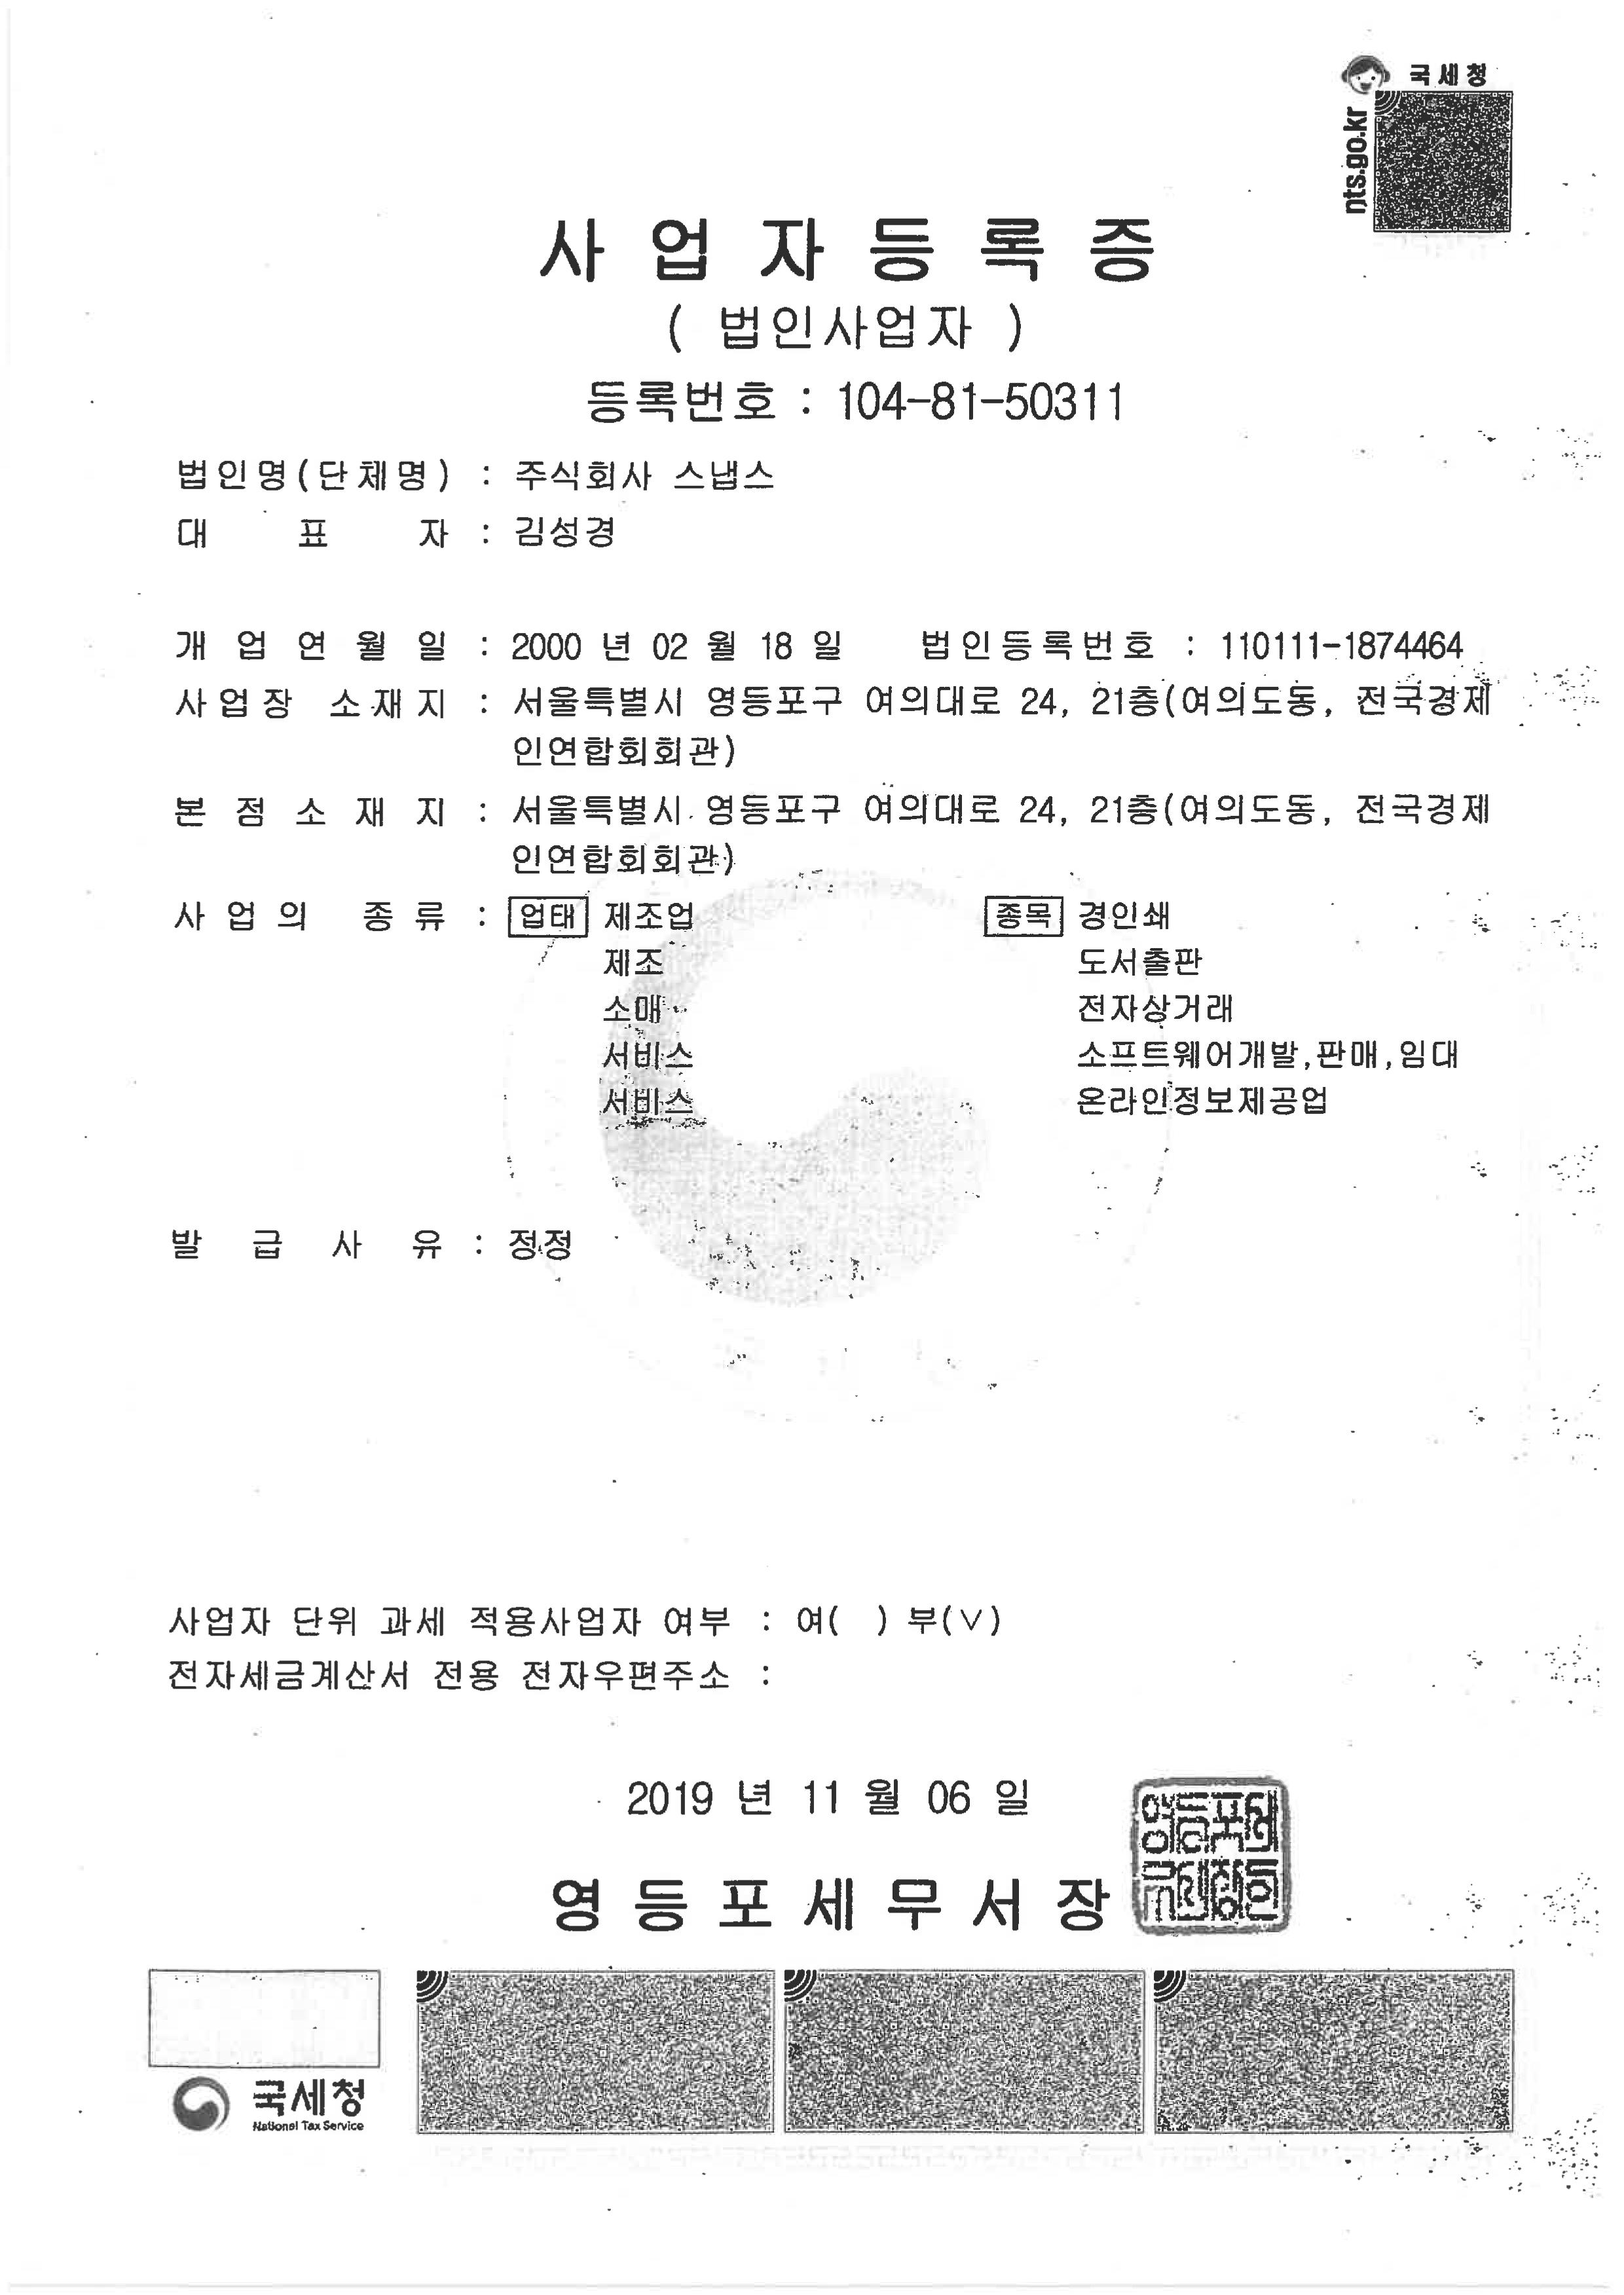 국세청
nts.go.kr
사업자등록증
( 법인사업자 )
등록번호 : 104-81-50311
법인명(단체명) : 주식회사 스냅스
대 표 자 : 김성경
개 업 연 월 일 : 2000 년 02 월 18 일 법인등록번호 : 110111-1874464
사업장 소재지 : 서울특별시 영등포구 여의대로 24, 21층(여의도동, 전국경제
인연합회회관)
본 점 소 재 지 : 서울특별시 영등포구 여의대로 24, 21층(여의도동, 전국경제
인연합회회관)
사 업 의 종 류 : 업태 제조업 종목 경인쇄
제조 도서출판
소매 전자상거래
서비스 소프트웨어개발,판매,임대
서비스 온라인정보제공업
발 급 사 유 : 정정
사업자 단위 과세 적용사업자 여부 : 여( ) 부(∨)
전자세금계산서 전용 전자우편주소 :
2019 년 11 월 06 일
영등포세무서장
국세청
National Tax Service